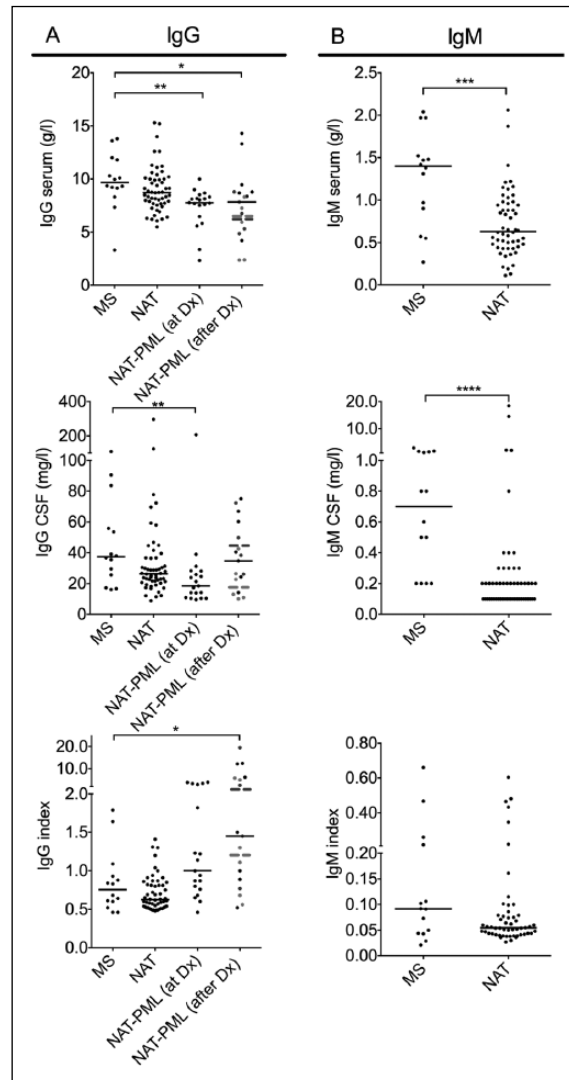 A IgG
B IgM
*
**
20
15
10
5
0
IgG serum (g/l)
MS
NAT
NAT-PML (at Dx)
NAT-PML (after Dx)
***
2.5
2.0
1.5
1.0
0.5
0.0
IgM serum (g/l)
MS
NAT
**
400
200
100
80
60
40
20
0
IgG CSF (mg/l)
MS
NAT
NAT-PML (at Dx)
NAT-PML (after Dx)
****
20.0
10.0
1.0
0.8
0.6
0.4
0.2
0.0
IgM CSF (mg/l)
MS
NAT
*
20.0
10.0
2.0
1.5
1.0
0.5
0.0
IgG index
MS
NAT
NAT-PML (at Dx)
NAT-PML (after Dx)
0.80
0.60
0.40
0.20
0.15
0.10
0.05
0.00
IgM index
MS
NAT